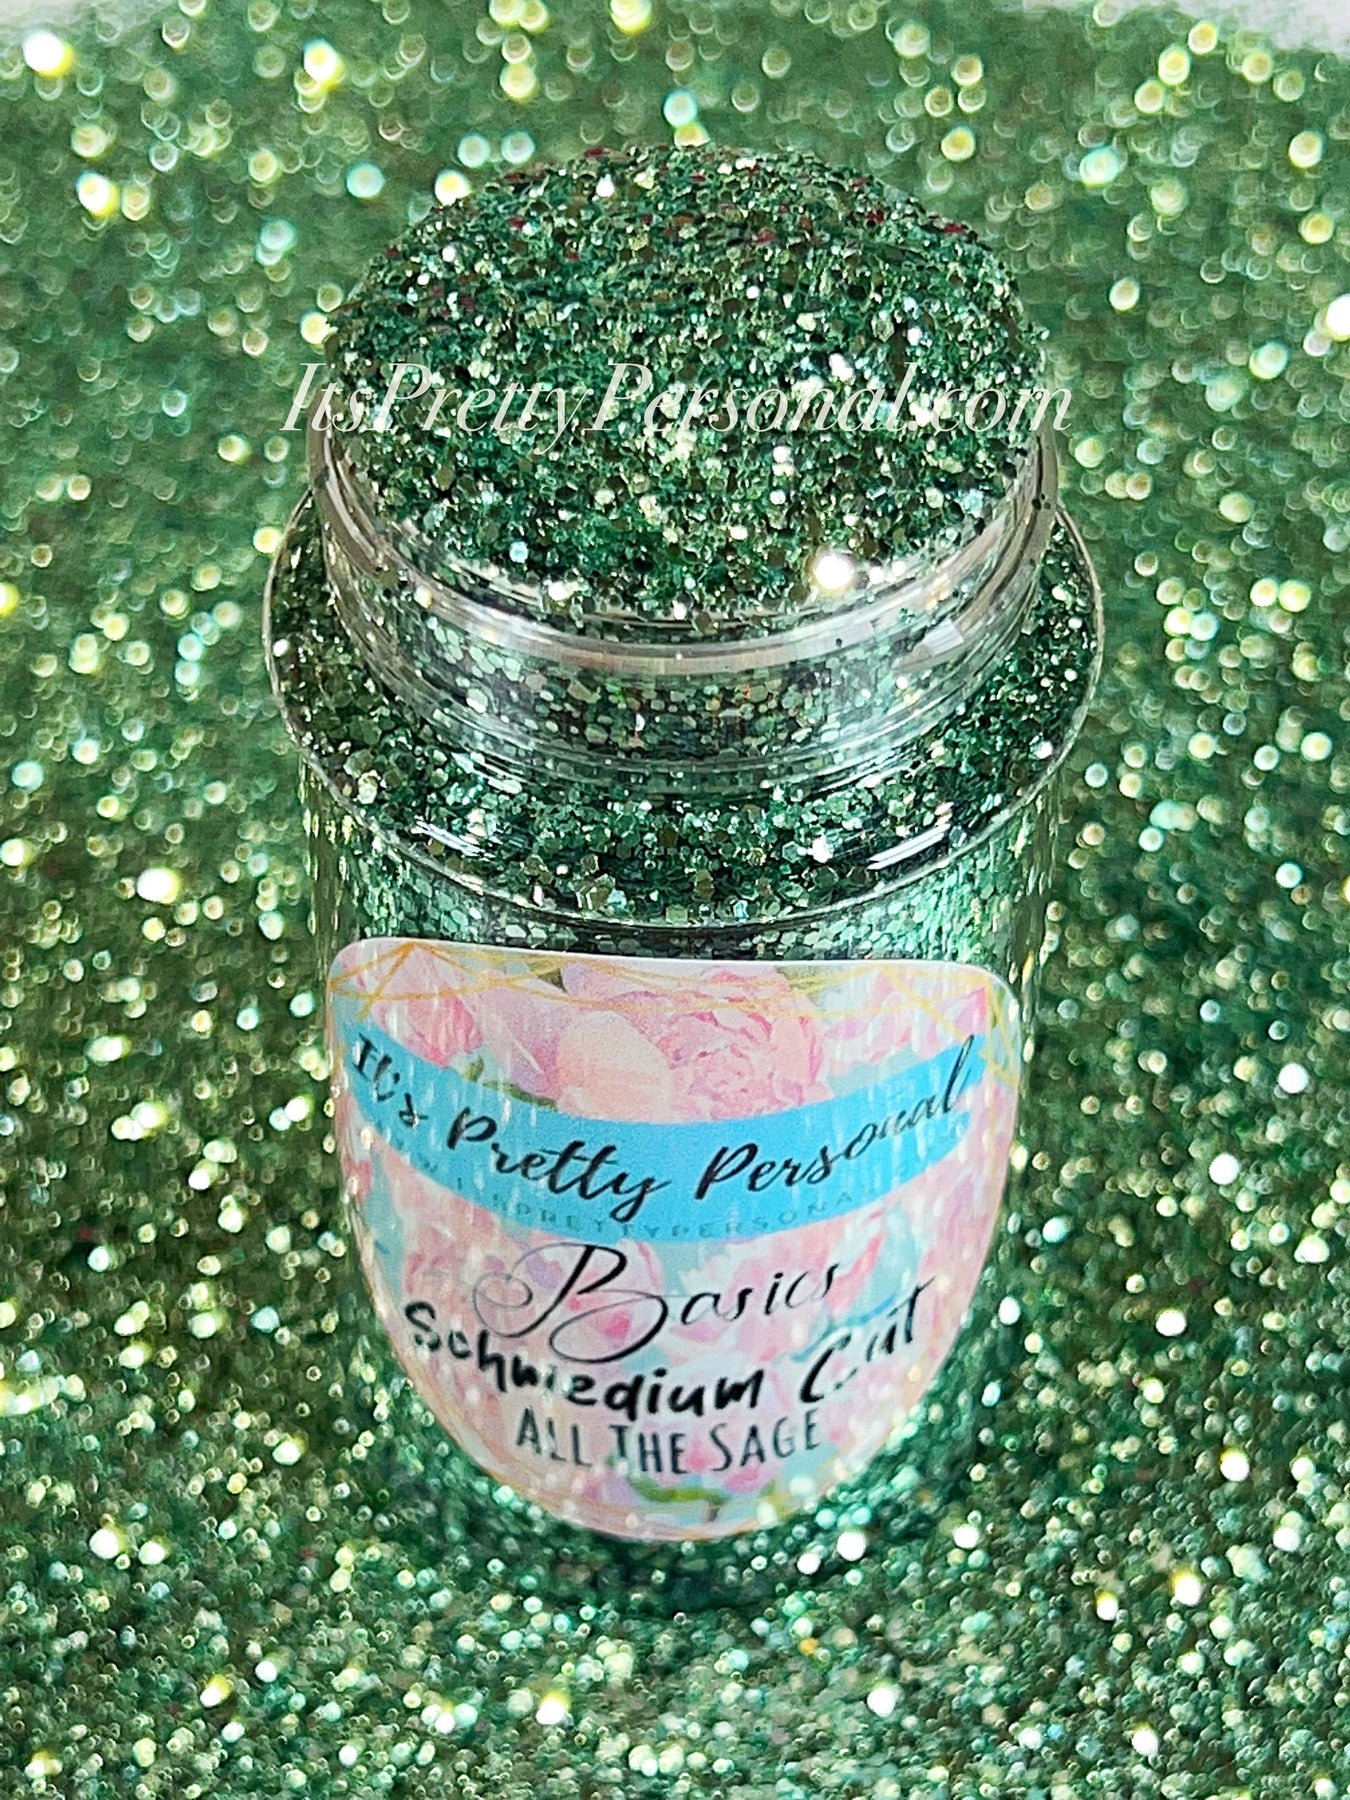 ItsPrettyPersonal.com
It's Pretty Personal
Basics
Schmedium Cut
ALL THE SAGE